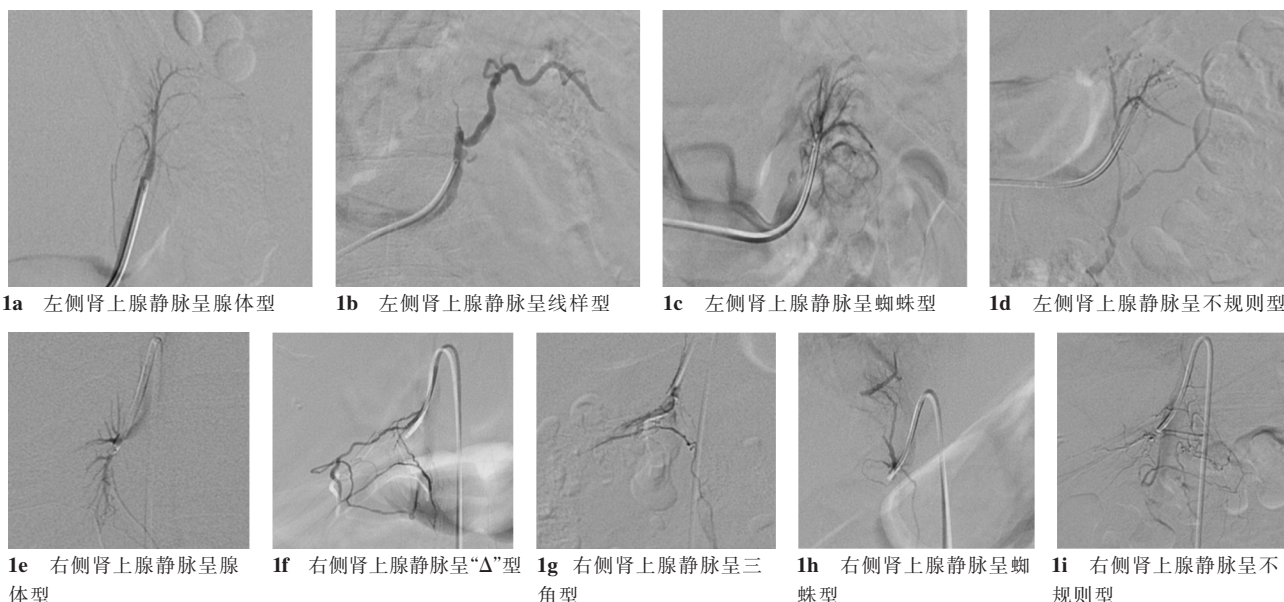 1a 左侧肾上腺静脉呈腺体型
1b 左侧肾上腺静脉呈线样型
1c 左侧肾上腺静脉呈蜘蛛型
1d 左侧肾上腺静脉呈不规则型
1e 右侧肾上腺静脉呈腺
体型
1f 右侧肾上腺静脉呈“Δ”型
1g 右侧肾上腺静脉呈三
角型
1h 右侧肾上腺静脉呈蜘
蛛型
1i 右侧肾上腺静脉呈不
规则型